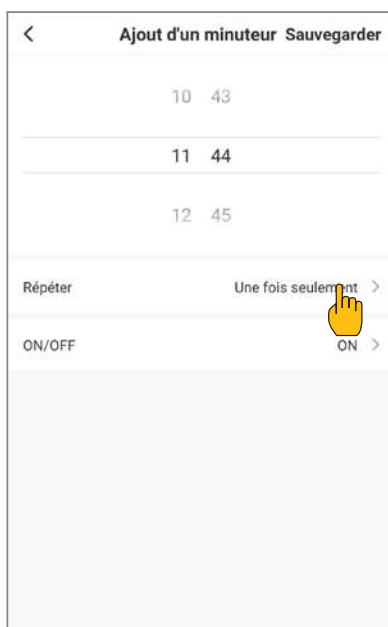 Ajout d'un minuteur Sauvegarder
10 43
11 44
12 45
Répéter Une fois seulement
ON/OFF ON